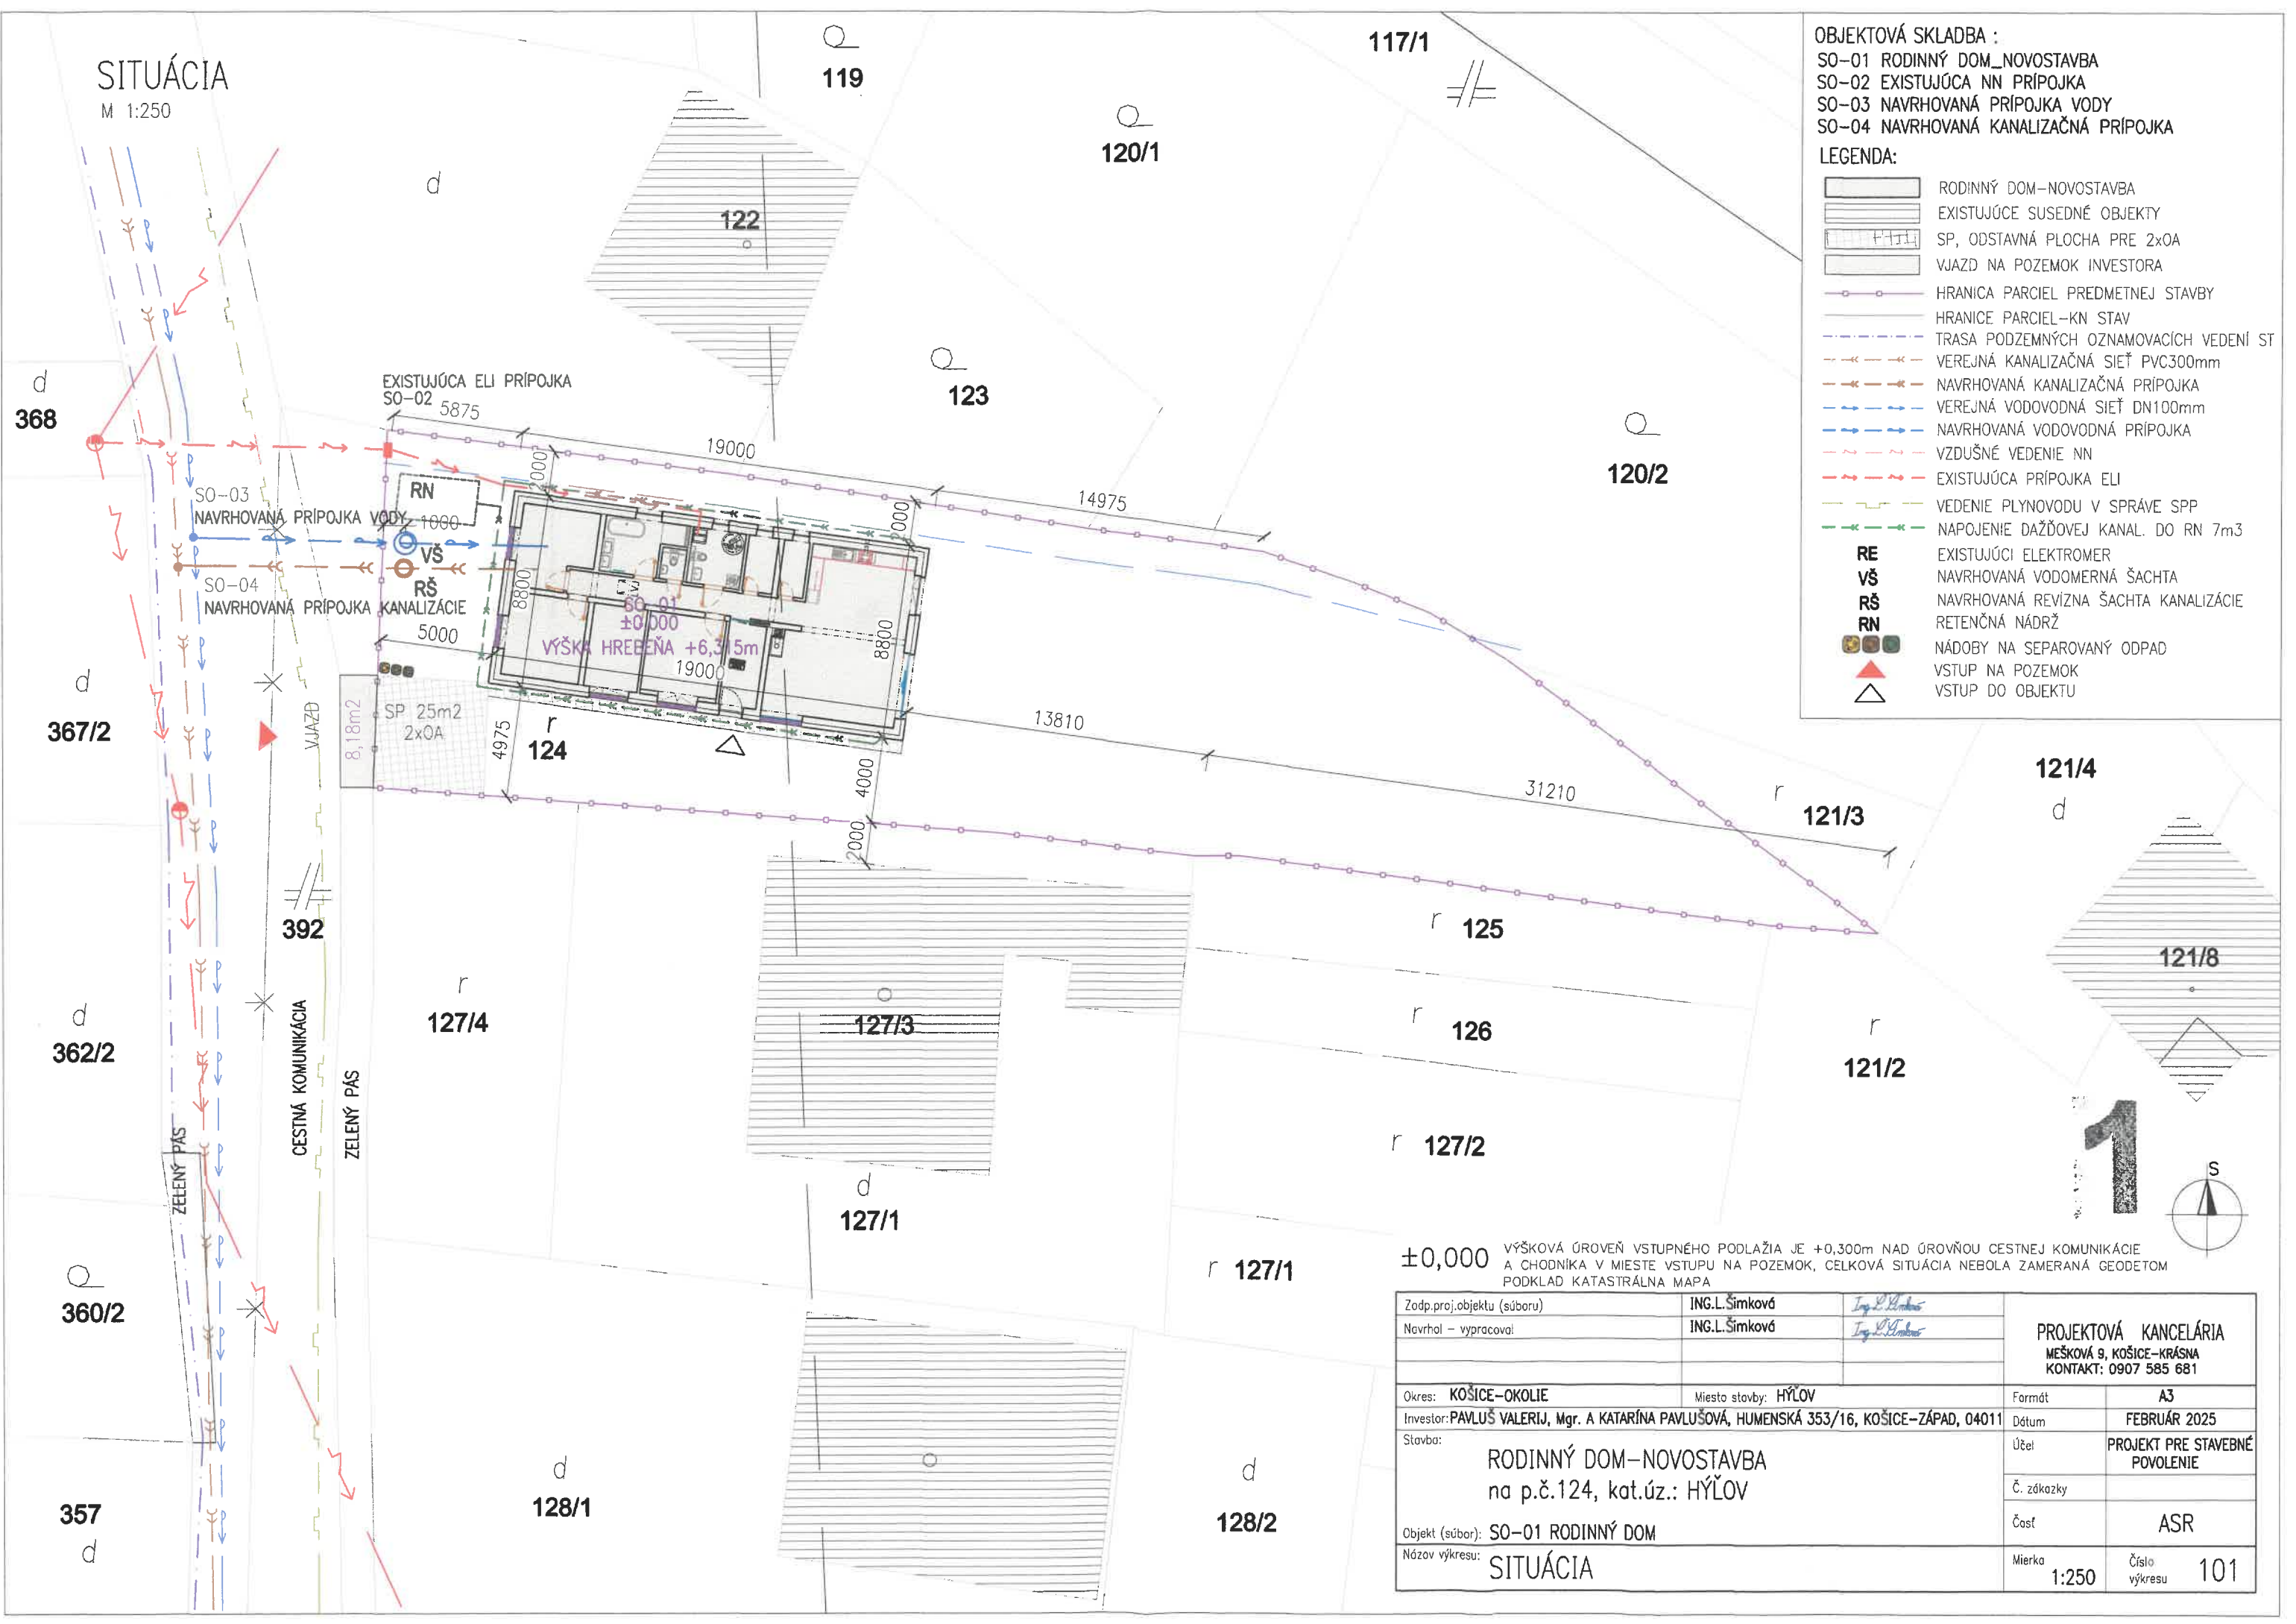 SITUÁCIA
M 1:250
OBJEKTOVÁ SKLADBA :
SO-01 RODINNÝ DOM_NOVOSTAVBA
SO-02 EXISTUJÚCA NN PRÍPOJKA
SO-03 NAVRHOVANÁ PRÍPOJKA VODY
SO-04 NAVRHOVANÁ KANALIZAČNÁ PRÍPOJKA
LEGENDA:
RODINNÝ DOM-NOVOSTAVBA
EXISTUJÚCE SUSEDNÉ OBJEKTY
SP, ODSTAVNÁ PLOCHA PRE 2xOA
VJAZD NA POZEMOK INVESTORA
HRANICA PARCIEL PREDMETNEJ STAVBY
HRANICE PARCIEL-KN STAV
TRASA PODZEMNÝCH OZNAMOVACÍCH VEDENÍ ST
VEREJNÁ KANALIZAČNÁ SIEŤ PVC300mm
NAVRHOVANÁ KANALIZAČNÁ PRÍPOJKA
VEREJNÁ VODOVODNÁ SIEŤ DN100mm
NAVRHOVANÁ VODOVODNÁ PRÍPOJKA
VZDUŠNÉ VEDENIE NN
EXISTUJÚCA PRÍPOJKA ELI
VEDENIE PLYNOVODU V SPRÁVE SPP
NAPOJENIE DAŽĎOVEJ KANAL. DO RN 7m3
RE EXISTUJÚCI ELEKTROMER
VŠ NAVRHOVANÁ VODOMERNÁ ŠACHTA
RŠ NAVRHOVANÁ REVÍZNA ŠACHTA KANALIZÁCIE
RN RETENČNÁ NÁDRŽ
NÁDOBY NA SEPAROVANÝ ODPAD
VSTUP NA POZEMOK
VSTUP DO OBJEKTU
119
117/1
120/1
d
122
123
120/2
d
368
EXISTUJÚCA ELI PRÍPOJKA
SO-02
5875
19000
14975
2000
2000
RN
SO-03
NAVRHOVANÁ PRÍPOJKA VODY
1000
VŠ
SO-04
RŠ
NAVRHOVANÁ PRÍPOJKA KANALIZÁCIE
5000
8800
SO-01
±0,000
VÝŠKA HREBEŇA +6,315m
19000
8800
d
367/2
VJAZD
8,18m2
SP 25m2
2xOA
4975
r
124
13810
4000
2000
31210
r
121/3
121/4
d
392
r
125
121/8
r
127/4
127/3
r
126
d
362/2
CESTNÁ KOMUNIKÁCIA
ZELENÝ PÁS
ZELENÝ PÁS
r
121/2
r 127/2
d
127/1
r 127/1
360/2
d
128/1
d
128/2
357
d
1
S
±0,000
VÝŠKOVÁ ÚROVEŇ VSTUPNÉHO PODLAŽIA JE +0,300m NAD ÚROVŇOU CESTNEJ KOMUNIKÁCIE
A CHODNÍKA V MIESTE VSTUPU NA POZEMOK, CELKOVÁ SITUÁCIA NEBOLA ZAMERANÁ GEODETOM
PODKLAD KATASTRÁLNA MAPA
Zodp.proj.objektu (súboru) ING.L.Šimková
Navrhol - vypracoval ING.L.Šimková
PROJEKTOVÁ KANCELÁRIA
MEŠKOVÁ 9, KOŠICE-KRÁSNA
KONTAKT: 0907 585 681
Okres: KOŠICE-OKOLIE Miesto stavby: HÝĽOV
Formát A3
Investor: PAVLUŠ VALERIJ, Mgr. A KATARÍNA PAVLUŠOVÁ, HUMENSKÁ 353/16, KOŠICE-ZÁPAD, 04011
Dátum FEBRUÁR 2025
Stavba:
RODINNÝ DOM-NOVOSTAVBA
na p.č.124, kat.úz.: HÝĽOV
Účel PROJEKT PRE STAVEBNÉ
POVOLENIE
Č. zákazky
Objekt (súbor): SO-01 RODINNÝ DOM
Časť ASR
Názov výkresu: SITUÁCIA
Mierka 1:250
Číslo
výkresu 101